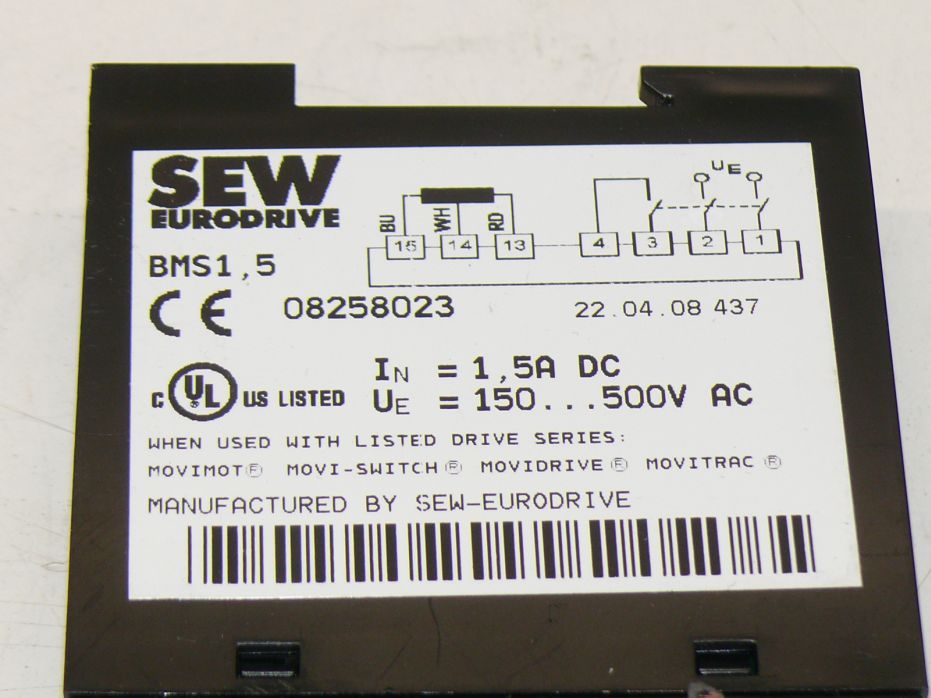 SEW
EURODRIVE
BMS1,5
UE
BU WH RD
15 14 13 4 3 2 1
CE 08258023 22.04.08 437
C UL US LISTED
IN = 1,5A DC
UE = 150...500V AC
WHEN USED WITH LISTED DRIVE SERIES:
MOVIMOT® MOVI-SWITCH® MOVIDRIVE® MOVITRAC®
MANUFACTURED BY SEW-EURODRIVE